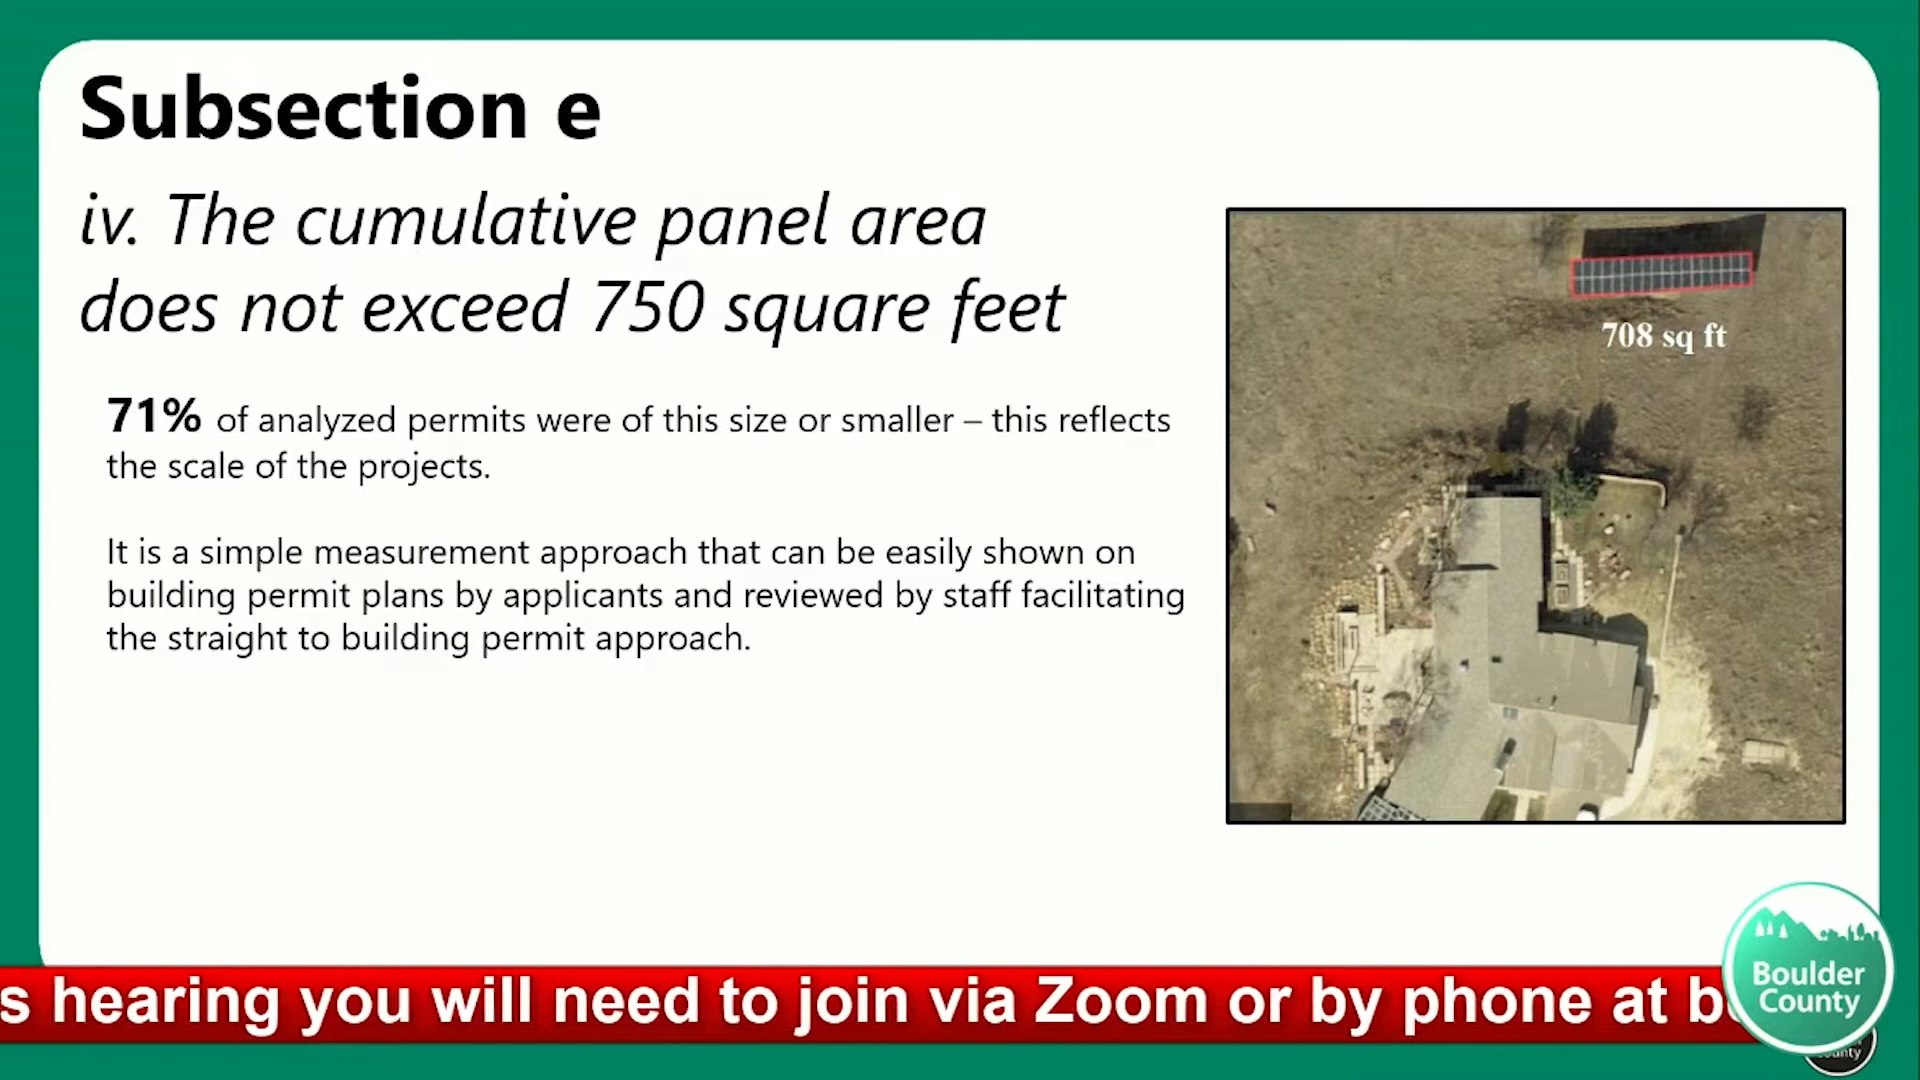 Subsection e
iv. The cumulative panel area
does not exceed 750 square feet
71% of analyzed permits were of this size or smaller – this reflects
the scale of the projects.
It is a simple measurement approach that can be easily shown on
building permit plans by applicants and reviewed by staff facilitating
the straight to building permit approach.
708 sq ft
s hearing you will need to join via Zoom or by phone at b
Boulder
County